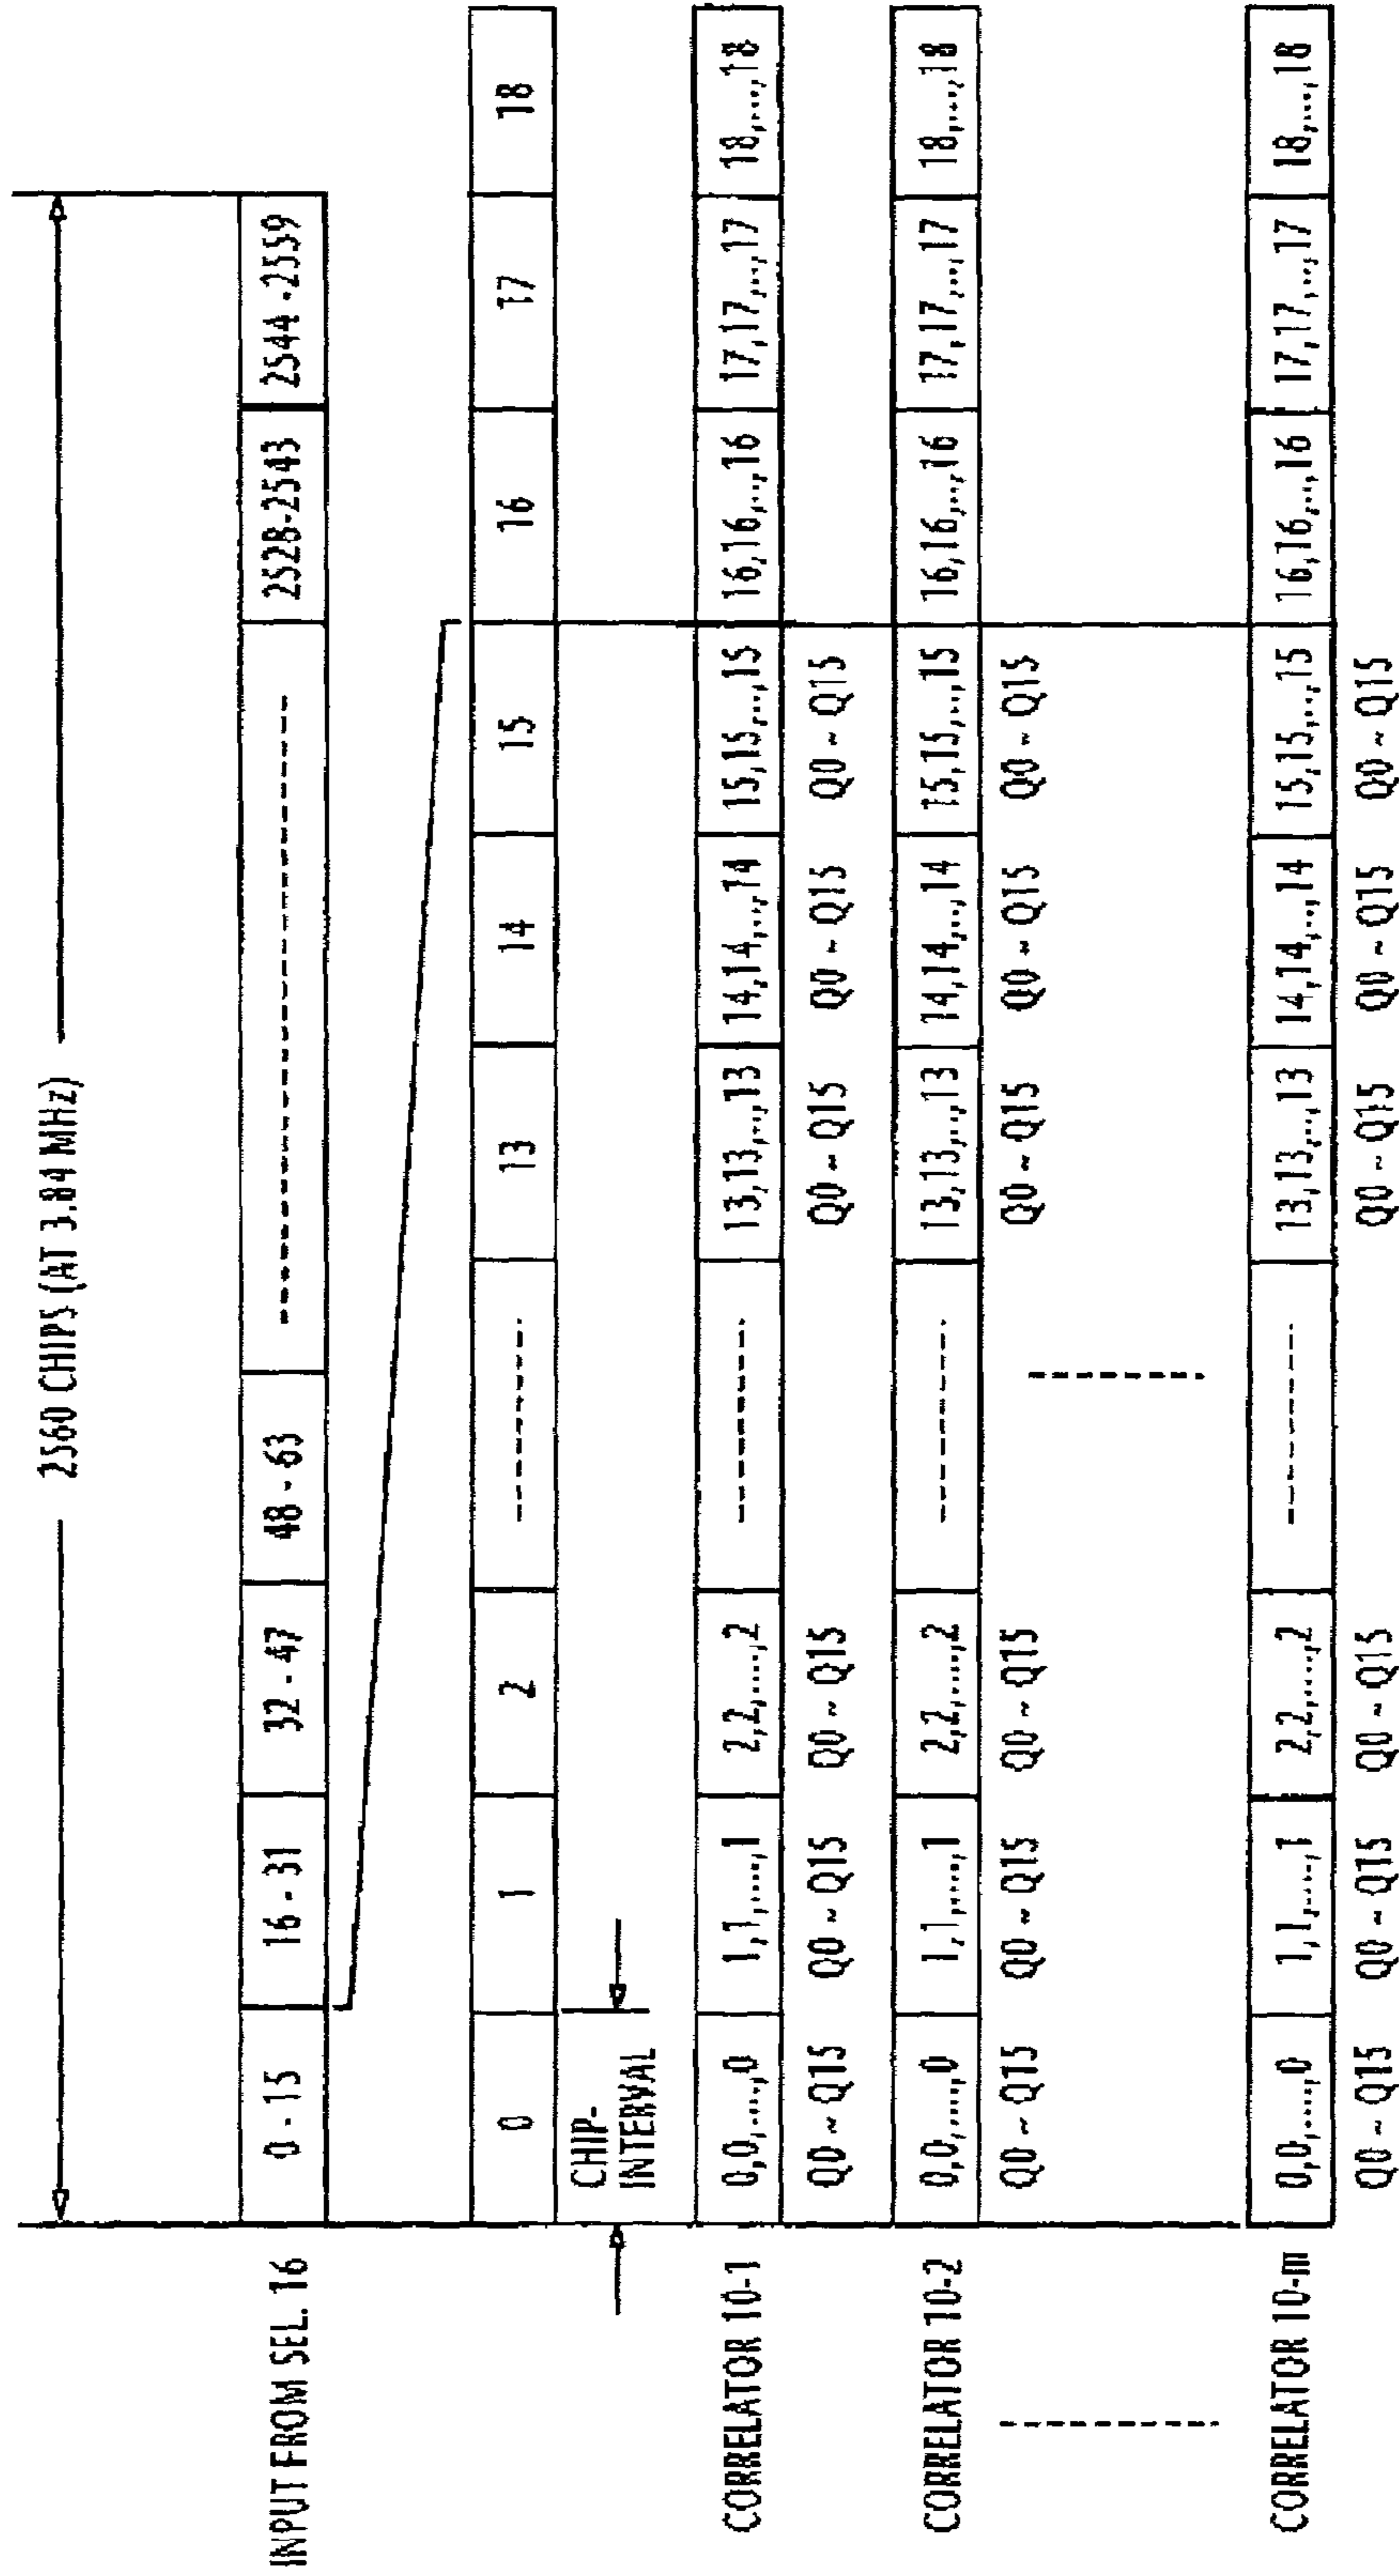 2560 CHIPS (AT 3.84 MHz)
INPUT FROM SEL. 16
0 - 15 16 - 31 32 - 47 48 - 63 2528-2543 2544 -2559
0 1 2 13 14 15 16 17 18
CHIP-
INTERVAL
CORRELATOR 10-1
0,0,....,0 1,1,....,1 2,2,....,2 13,13,...,13 14,14,...,14 15,15,...,15 16,16,...,16 17,17,...,17 18,...,18
Q0 ~ Q15 Q0 ~ Q15 Q0 ~ Q15 Q0 ~ Q15 Q0 ~ Q15 Q0 ~ Q15
CORRELATOR 10-2
0,0,....,0 1,1,....,1 2,2,....,2 13,13,...,13 14,14,...,14 15,15,...,15 16,16,...,16 17,17,...,17 18,...,18
Q0 ~ Q15 Q0 ~ Q15 Q0 ~ Q15 Q0 ~ Q15 Q0 ~ Q15 Q0 ~ Q15
CORRELATOR 10-m
0,0,....,0 1,1,....,1 2,2,....,2 13,13,...,13 14,14,...,14 15,15,...,15 16,16,...,16 17,17,...,17 18,...,18
Q0 ~ Q15 Q0 ~ Q15 Q0 ~ Q15 Q0 ~ Q15 Q0 ~ Q15 Q0 ~ Q15